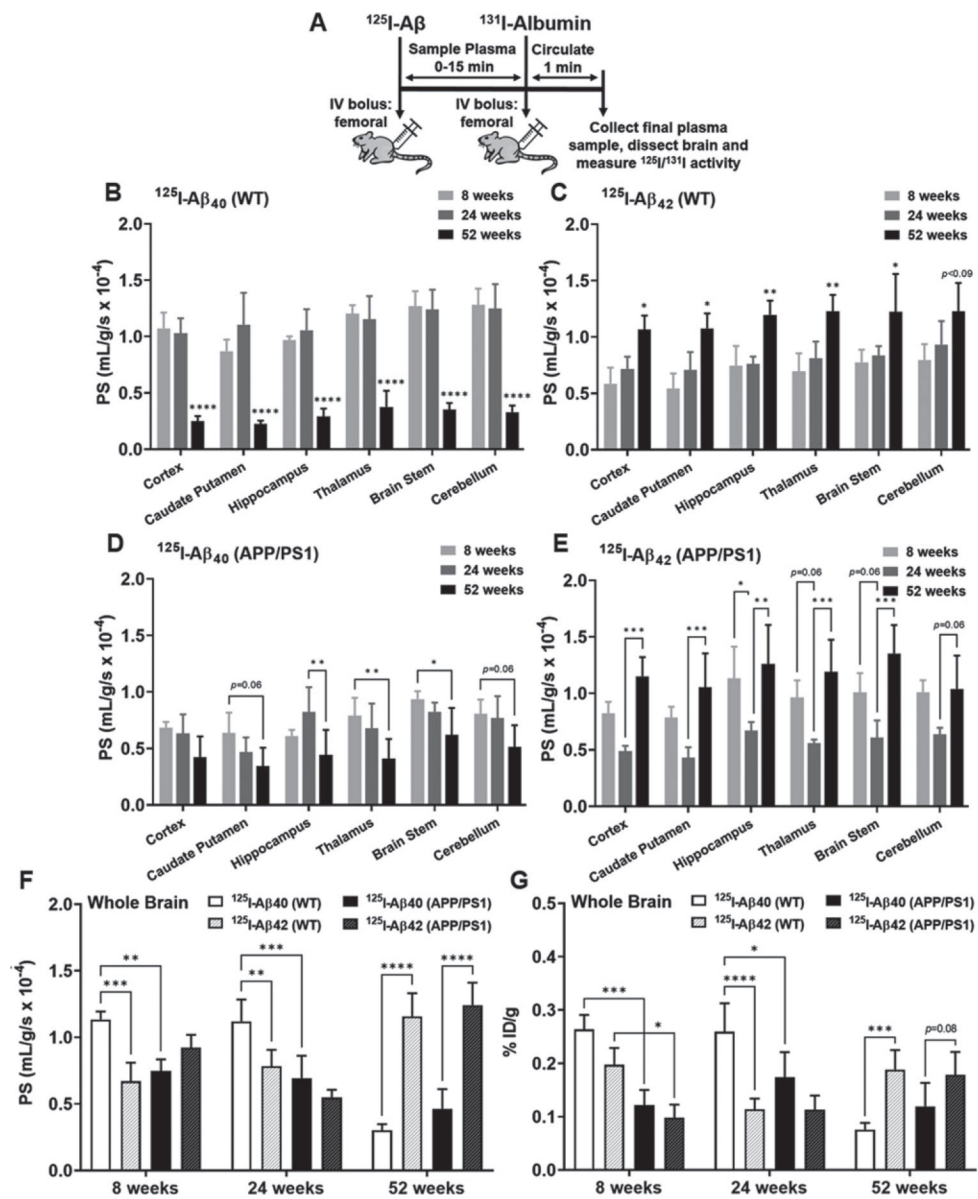 A
¹²⁵I-Aβ
¹³¹I-Albumin
Sample Plasma
0-15 min
Circulate
1 min
IV bolus:
femoral
IV bolus:
femoral
Collect final plasma
sample, dissect brain and
measure ¹²⁵I/¹³¹I activity
B
¹²⁵I-Aβ₄₀ (WT)
8 weeks
24 weeks
52 weeks
PS (mL/g/s x 10⁻⁴)
2.0
1.5
1.0
0.5
0.0
****
****
****
****
****
****
Cortex
Caudate Putamen
Hippocampus
Thalamus
Brain Stem
Cerebellum
C
¹²⁵I-Aβ₄₂ (WT)
8 weeks
24 weeks
52 weeks
PS (mL/g/s x 10⁻⁴)
2.0
1.5
1.0
0.5
0.0
*
*
**
**
*
p<0.09
Cortex
Caudate Putamen
Hippocampus
Thalamus
Brain Stem
Cerebellum
D
¹²⁵I-Aβ₄₀ (APP/PS1)
8 weeks
24 weeks
52 weeks
PS (mL/g/s x 10⁻⁴)
2.0
1.5
1.0
0.5
0.0
p=0.06
**
**
*
p=0.06
Cortex
Caudate Putamen
Hippocampus
Thalamus
Brain Stem
Cerebellum
E
¹²⁵I-Aβ₄₂ (APP/PS1)
8 weeks
24 weeks
52 weeks
PS (mL/g/s x 10⁻⁴)
2.0
1.5
1.0
0.5
0.0
***
***
*
**
p=0.06
***
p=0.06
***
p=0.06
Cortex
Caudate Putamen
Hippocampus
Thalamus
Brain Stem
Cerebellum
F
Whole Brain
¹²⁵I-Aβ40 (WT)
¹²⁵I-Aβ42 (WT)
¹²⁵I-Aβ40 (APP/PS1)
¹²⁵I-Aβ42 (APP/PS1)
PS (mL/g/s x 10⁻⁴)
2.0
1.5
1.0
0.5
0.0
**
***
***
**
****
****
8 weeks
24 weeks
52 weeks
G
Whole Brain
¹²⁵I-Aβ40 (WT)
¹²⁵I-Aβ42 (WT)
¹²⁵I-Aβ40 (APP/PS1)
¹²⁵I-Aβ42 (APP/PS1)
% ID/g
0.5
0.4
0.3
0.2
0.1
0.0
***
*
*
****
***
p=0.08
8 weeks
24 weeks
52 weeks